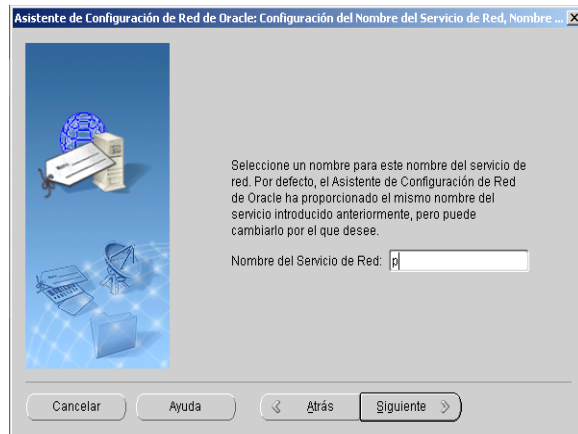 Asistente de Configuración de Red de Oracle: Configuración del Nombre del Servicio de Red, Nombre ...
Seleccione un nombre para este nombre del servicio de
red. Por defecto, el Asistente de Configuración de Red
de Oracle ha proporcionado el mismo nombre del
servicio introducido anteriormente, pero puede
cambiarlo por el que desee.
Nombre del Servicio de Red: p
Cancelar Ayuda Atrás Siguiente